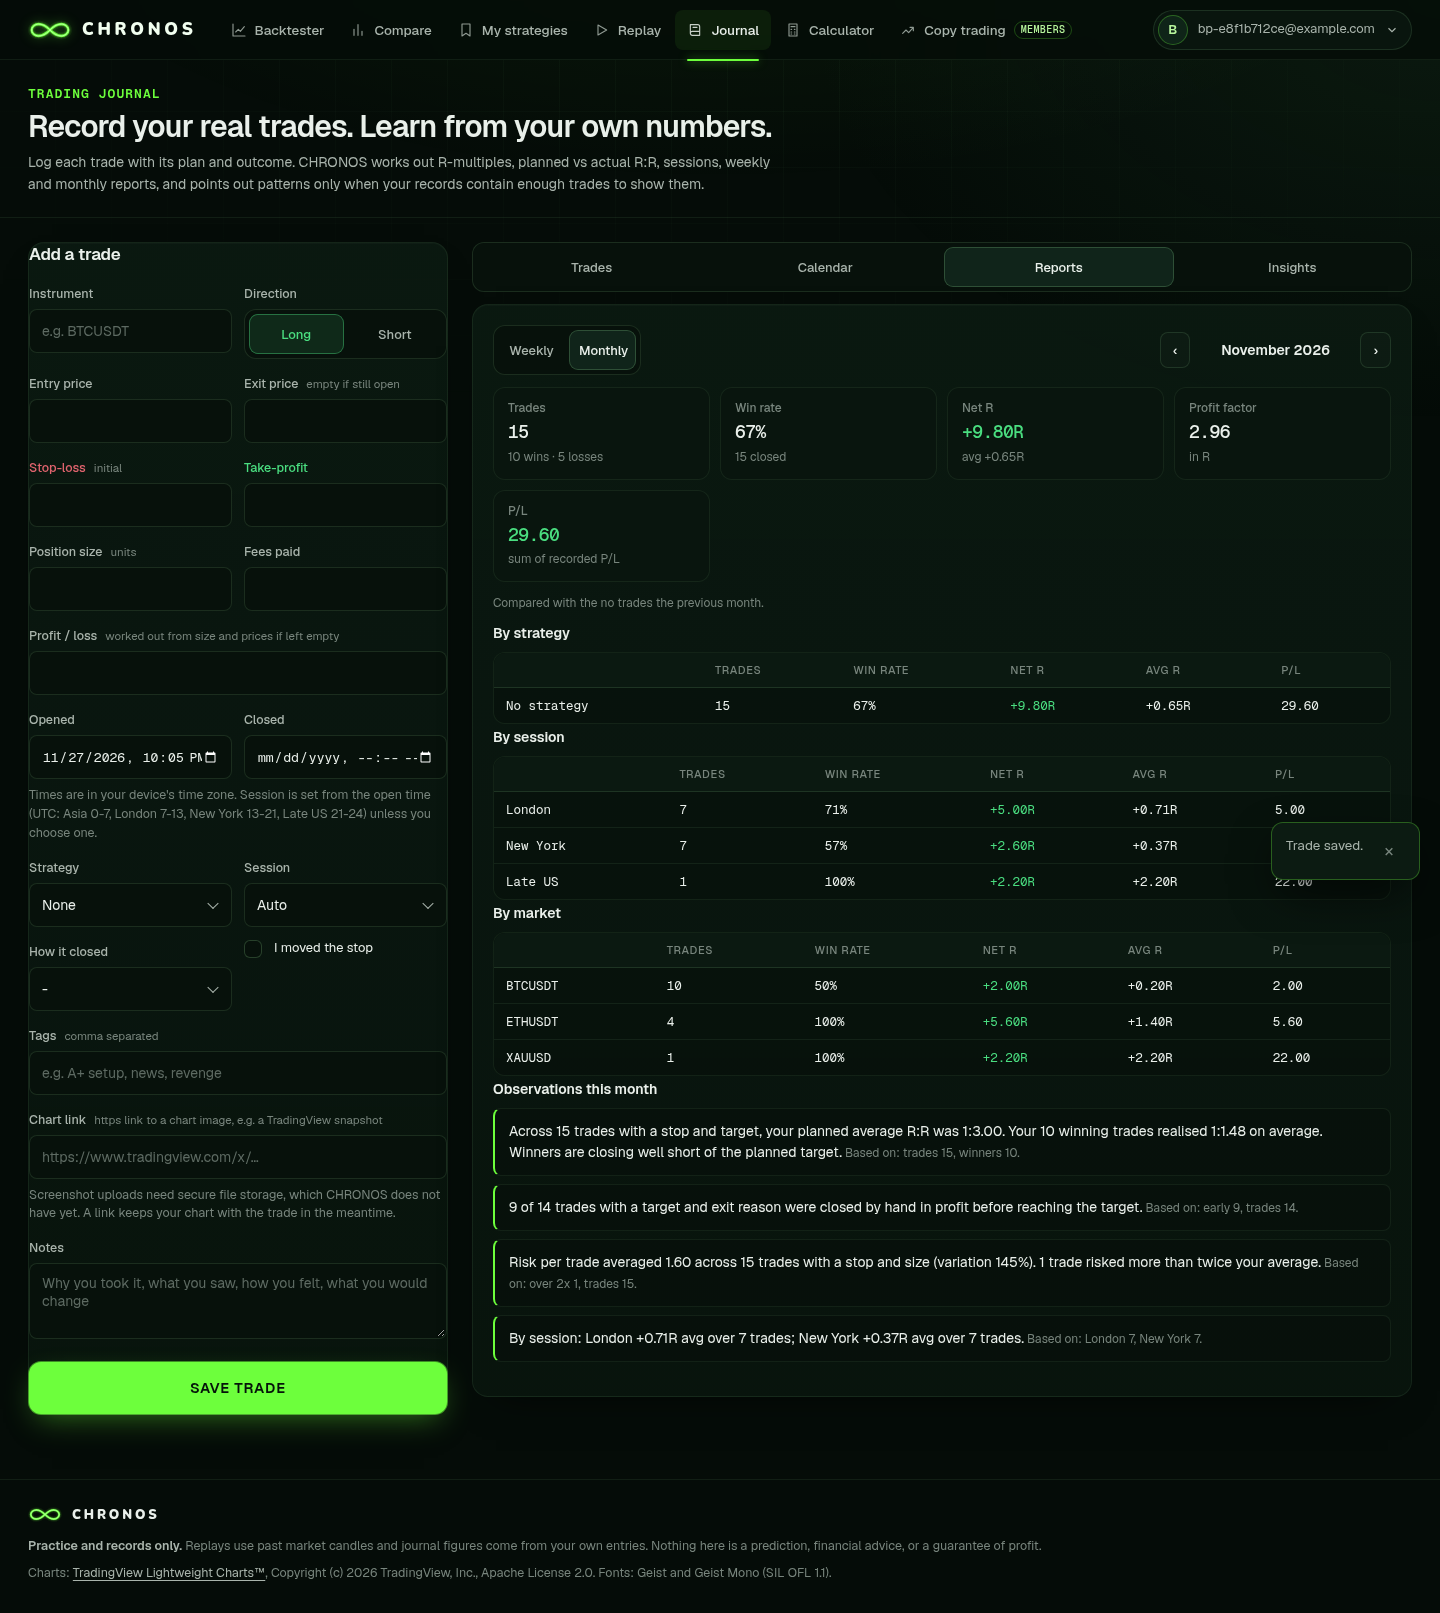 CHRONOS
Backtester
Compare
My strategies
Replay
Journal
Calculator
Copy trading
MEMBERS
B
bp-e8f1b712ce@example.com
TRADING JOURNAL
Record your real trades. Learn from your own numbers.
Log each trade with its plan and outcome. CHRONOS works out R-multiples, planned vs actual R:R, sessions, weekly
and monthly reports, and points out patterns only when your records contain enough trades to show them.
Add a trade
Instrument
Direction
e.g. BTCUSDT
Long
Short
Entry price
Exit price empty if still open
Stop-loss initial
Take-profit
Position size units
Fees paid
Profit / loss worked out from size and prices if left empty
Opened
Closed
11/27/2026, 10:05 PM
mm/dd/yyyy, --:-- --
Times are in your device's time zone. Session is set from the open time
(UTC: Asia 0-7, London 7-13, New York 13-21, Late US 21-24) unless you
choose one.
Strategy
Session
None
Auto
How it closed
I moved the stop
-
Tags comma separated
e.g. A+ setup, news, revenge
Chart link https link to a chart image, e.g. a TradingView snapshot
https://www.tradingview.com/x/...
Screenshot uploads need secure file storage, which CHRONOS does not
have yet. A link keeps your chart with the trade in the meantime.
Notes
Why you took it, what you saw, how you felt, what you would
change
SAVE TRADE
Trades
Calendar
Reports
Insights
Weekly
Monthly
‹
November 2026
›
Trades
15
10 wins · 5 losses
Win rate
67%
15 closed
Net R
+9.80R
avg +0.65R
Profit factor
2.96
in R
P/L
29.60
sum of recorded P/L
Compared with the no trades the previous month.
By strategy
TRADES WIN RATE NET R AVG R P/L
No strategy 15 67% +9.80R +0.65R 29.60
By session
TRADES WIN RATE NET R AVG R P/L
London 7 71% +5.00R +0.71R 5.00
New York 7 57% +2.60R +0.37R
Late US 1 100% +2.20R +2.20R 22.00
Trade saved. ×
By market
TRADES WIN RATE NET R AVG R P/L
BTCUSDT 10 50% +2.00R +0.20R 2.00
ETHUSDT 4 100% +5.60R +1.40R 5.60
XAUUSD 1 100% +2.20R +2.20R 22.00
Observations this month
Across 15 trades with a stop and target, your planned average R:R was 1:3.00. Your 10 winning trades realised 1:1.48 on average.
Winners are closing well short of the planned target. Based on: trades 15, winners 10.
9 of 14 trades with a target and exit reason were closed by hand in profit before reaching the target. Based on: early 9, trades 14.
Risk per trade averaged 1.60 across 15 trades with a stop and size (variation 145%). 1 trade risked more than twice your average. Based
on: over 2x 1, trades 15.
By session: London +0.71R avg over 7 trades; New York +0.37R avg over 7 trades. Based on: London 7, New York 7.
CHRONOS
Practice and records only. Replays use past market candles and journal figures come from your own entries. Nothing here is a prediction, financial advice, or a guarantee of profit.
Charts: TradingView Lightweight Charts™, Copyright (c) 2026 TradingView, Inc., Apache License 2.0. Fonts: Geist and Geist Mono (SIL OFL 1.1).